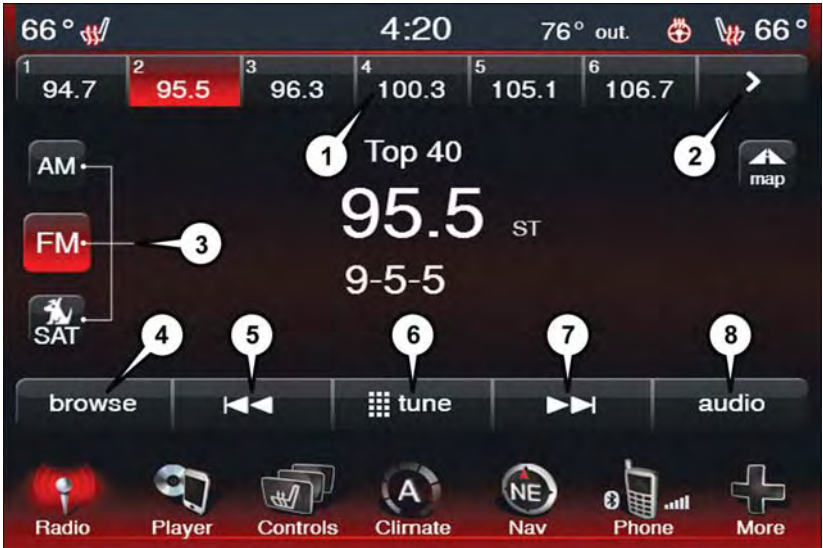 66° 4:20 76° out. 66°
1 94.7 2 95.5 3 96.3 4 100.3 5 105.1 6 106.7 >
1 Top 40 2
AM map
95.5 ST
FM 3
9-5-5
SAT 4 5 6 7 8
browse tune audio
A NE
Radio Player Controls Climate Nav Phone More